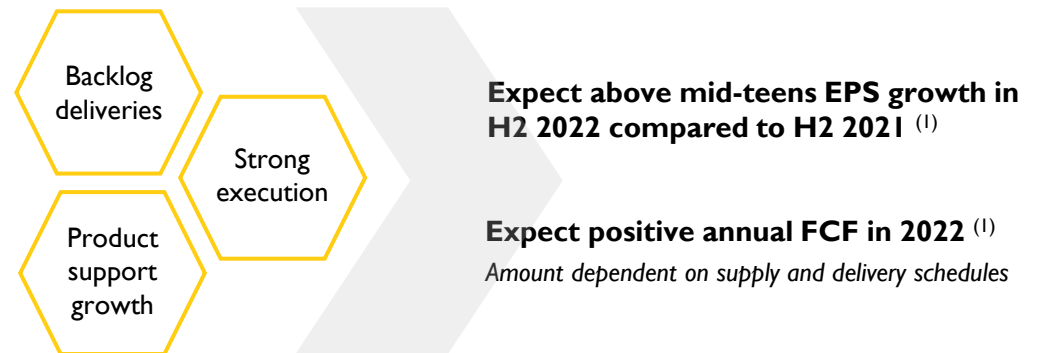 Backlog
deliveries
Strong
execution
Product
support
growth
Expect above mid-teens EPS growth in
H2 2022 compared to H2 2021 (1)
Expect positive annual FCF in 2022 (1)
Amount dependent on supply and delivery schedules